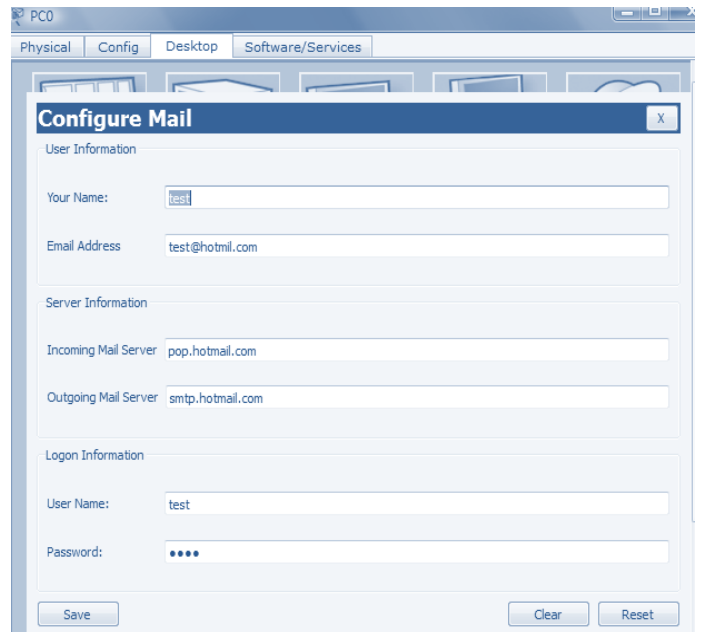 PC0
Physical Config Desktop Software/Services
Configure Mail X
User Information
Your Name: test
Email Address test@hotmil.com
Server Information
Incoming Mail Server pop.hotmail.com
Outgoing Mail Server smtp.hotmail.com
Logon Information
User Name: test
Password: ••••
Save Clear Reset